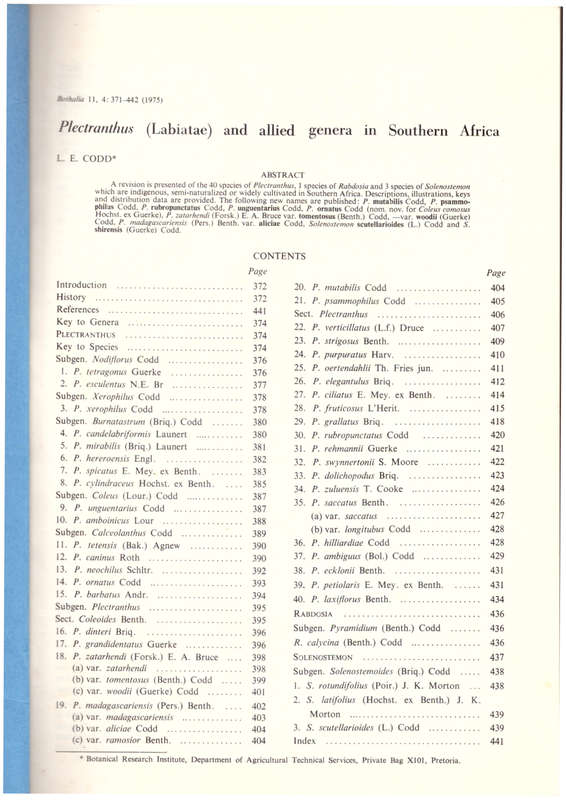 Bothalia 11, 4: 371–442 (1975)
Plectranthus (Labiatae) and allied genera in Southern Africa
L. E. CODD*
ABSTRACT
A revision is presented of the 40 species of Plectranthus, 1 species of Rabdosia and 3 species of Solenostemon
which are indigenous, semi-naturalized or widely cultivated in Southern Africa. Descriptions, illustrations, keys
and distribution data are provided. The following new names are published: P. mutabilis Codd, P. psammo-
philus Codd, P. rubropunctatus Codd, P. unguentarius Codd, P. ornatus Codd (nom. nov. for Coleus comosus
Hochst. ex Guerke), P. zatarhendi (Forsk.) E. A. Bruce var. tomentosus (Benth.) Codd, —var. woodii (Guerke)
Codd, P. madagascariensis (Pers.) Benth. var. aliciae Codd, Solenostemon scutellarioides (L.) Codd and S.
shirensis (Guerke) Codd.
CONTENTS
Page
Introduction ............................ 372
History ................................. 372
References .............................. 441
Key to Genera ........................... 374
PLECTRANTHUS ............................ 374
Key to Species .......................... 374
Subgen. Nodiflorus Codd ................. 376
1. P. tetragonus Guerke ................. 376
2. P. esculentus N.E. Br ................ 377
Subgen. Xerophilus Codd ................. 378
3. P. xerophilus Codd ................... 378
Subgen. Burnatastrum (Briq.) Codd ....... 380
4. P. candelabriformis Launert .......... 380
5. P. mirabilis (Briq.) Launert ......... 381
6. P. hereroensis Engl. ................. 382
7. P. spicatus E. Mey. ex Benth. ........ 383
8. P. cylindraceus Hochst. ex Benth. .... 385
Subgen. Coleus (Lour.) Codd ............. 387
9. P. unguentarius Codd ................. 387
10. P. amboinicus Lour .................. 388
Subgen. Calceolanthus Codd .............. 389
11. P. tetensis (Bak.) Agnew ............ 390
12. P. caninus Roth ..................... 390
13. P. neochilus Schltr. ................ 392
14. P. ornatus Codd ..................... 393
15. P. barbatus Andr. ................... 394
Subgen. Plectranthus .................... 395
Sect. Coleoides Benth. .................. 395
16. P. dinteri Briq. .................... 396
17. P. grandidentatus Guerke ............ 396
18. P. zatarhendi (Forsk.) E. A. Bruce .... 398
(a) var. zatarhendi ..................... 398
(b) var. tomentosus (Benth.) Codd ....... 399
(c) var. woodii (Guerke) Codd ........... 401
19. P. madagascariensis (Pers.) Benth. .... 402
(a) var. madagascariensis ............... 403
(b) var. aliciae Codd ................... 404
(c) var. ramosior Benth. ................ 404
Page
20. P. mutabilis Codd ................... 404
21. P. psammophilus Codd ................ 405
Sect. Plectranthus ...................... 406
22. P. verticillatus (L.f.) Druce ....... 407
23. P. strigosus Benth. ................. 409
24. P. purpuratus Harv. ................. 410
25. P. oertendahlii Th. Fries jun. ...... 411
26. P. elegantulus Briq. ................ 412
27. P. ciliatus E. Mey. ex Benth. ....... 414
28. P. fruticosus L'Herit. .............. 415
29. P. grallatus Briq. .................. 418
30. P. rubropunctatus Codd .............. 420
31. P. rehmannii Guerke ................. 421
32. P. swynnertonii S. Moore ............ 422
33. P. dolichopodus Briq. ............... 423
34. P. zuluensis T. Cooke ............... 424
35. P. saccatus Benth. .................. 426
(a) var. saccatus ....................... 427
(b) var. longitubus Codd ................ 428
36. P. hilliardiae Codd ................. 428
37. P. ambiguus (Bol.) Codd ............. 429
38. P. ecklonii Benth. .................. 431
39. P. petiolaris E. Mey. ex Benth. ...... 431
40. P. laxiflorus Benth. ................ 434
RABDOSIA ................................ 436
Subgen. Pyramidium (Benth.) Codd ....... 436
R. calycina (Benth.) Codd ............... 436
SOLENOSTEMON ............................ 437
Subgen. Solenostemoides (Briq.) Codd ..... 438
1. S. rotundifolius (Poir.) J. K. Morton ... 438
2. S. latifolius (Hochst. ex Benth.) J. K.
Morton .................................. 439
3. S. scutellarioides (L.) Codd ......... 439
Index ................................... 441
* Botanical Research Institute, Department of Agricultural Technical Services, Private Bag X101, Pretoria.